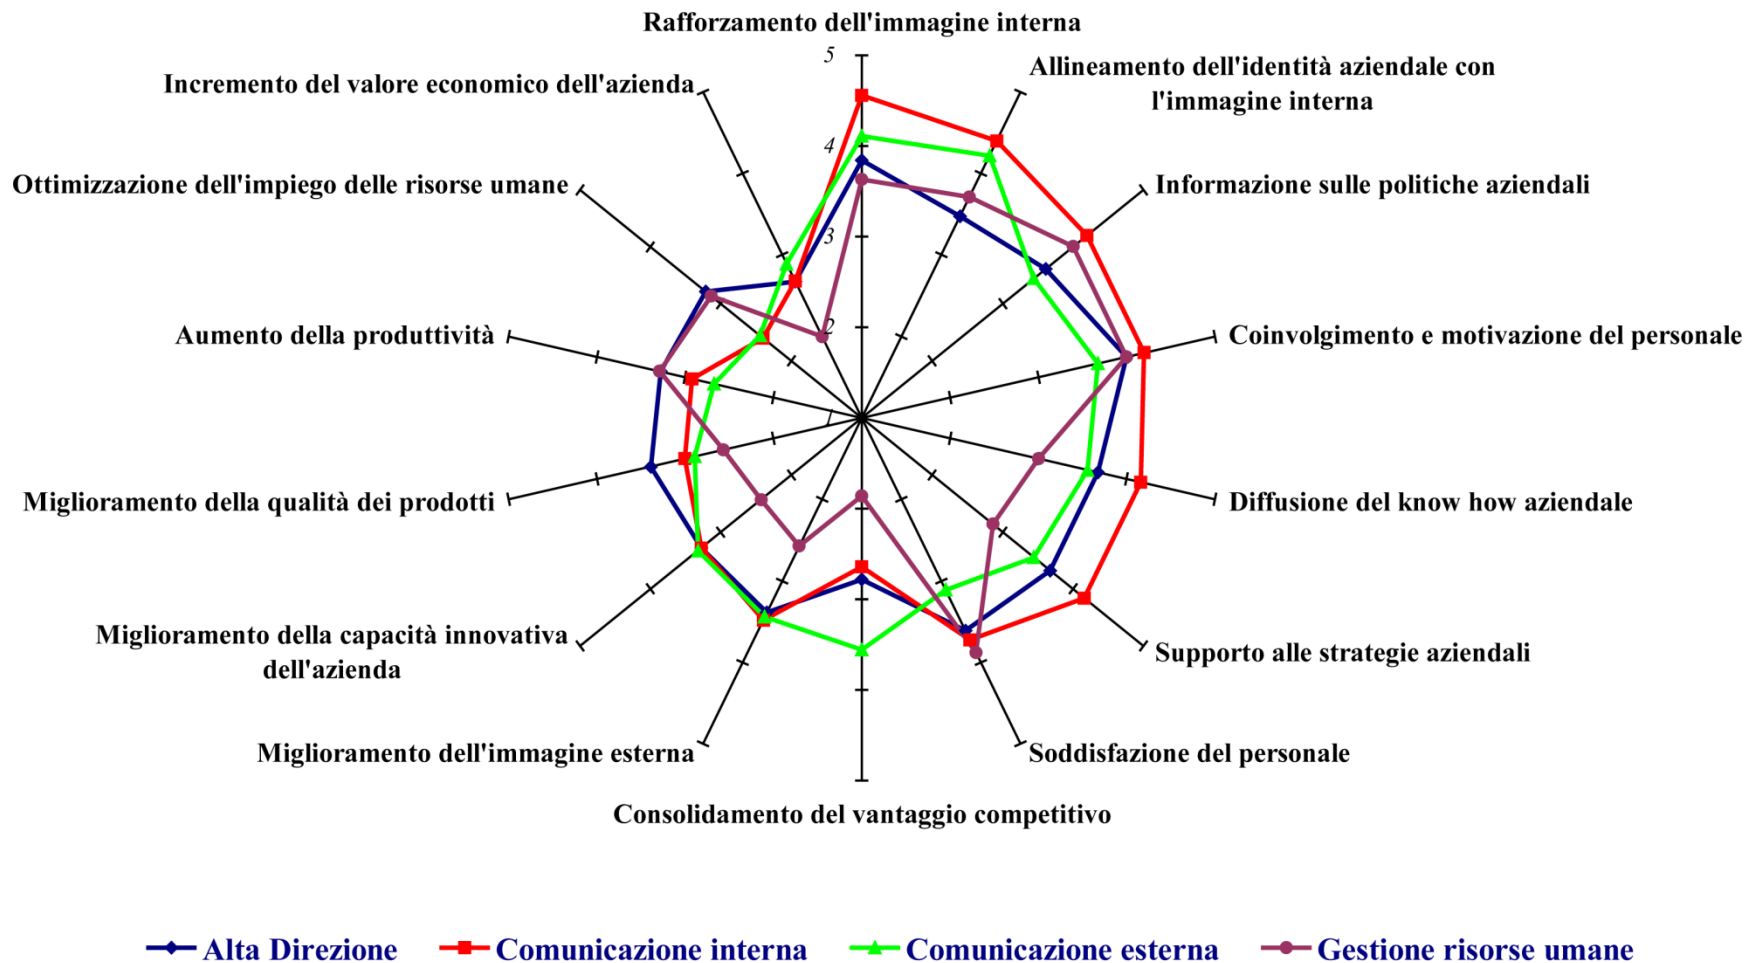 Rafforzamento dell'immagine interna
5
Allineamento dell'identità aziendale con
l'immagine interna
Incremento del valore economico dell'azienda
4
Ottimizzazione dell'impiego delle risorse umane
Informazione sulle politiche aziendali
3
Aumento della produttività
2
Coinvolgimento e motivazione del personale
1
Miglioramento della qualità dei prodotti
Diffusione del know how aziendale
Miglioramento della capacità innovativa
dell'azienda
Supporto alle strategie aziendali
Miglioramento dell'immagine esterna
Soddisfazione del personale
Consolidamento del vantaggio competitivo
Alta Direzione
Comunicazione interna
Comunicazione esterna
Gestione risorse umane